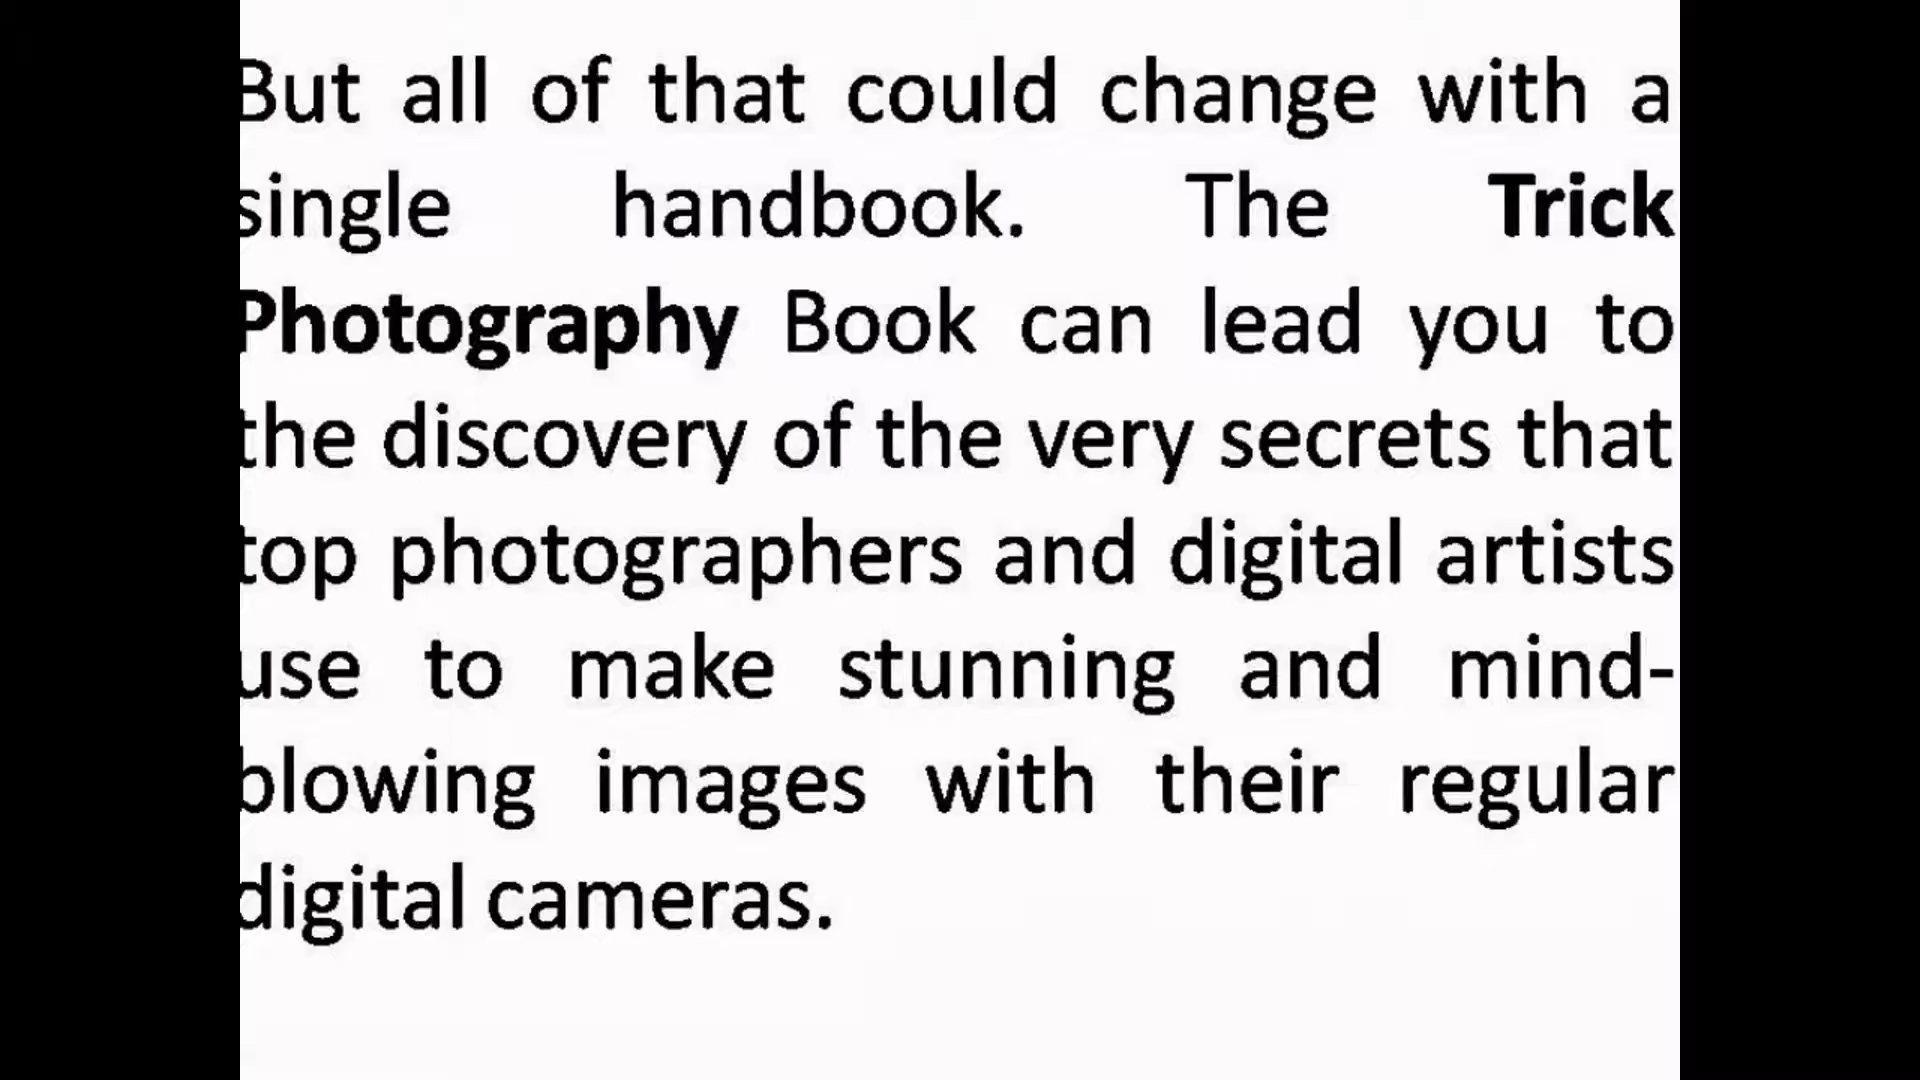 But all of that could change with a
single handbook. The Trick
Photography Book can lead you to
the discovery of the very secrets that
top photographers and digital artists
use to make stunning and mind-
blowing images with their regular
digital cameras.